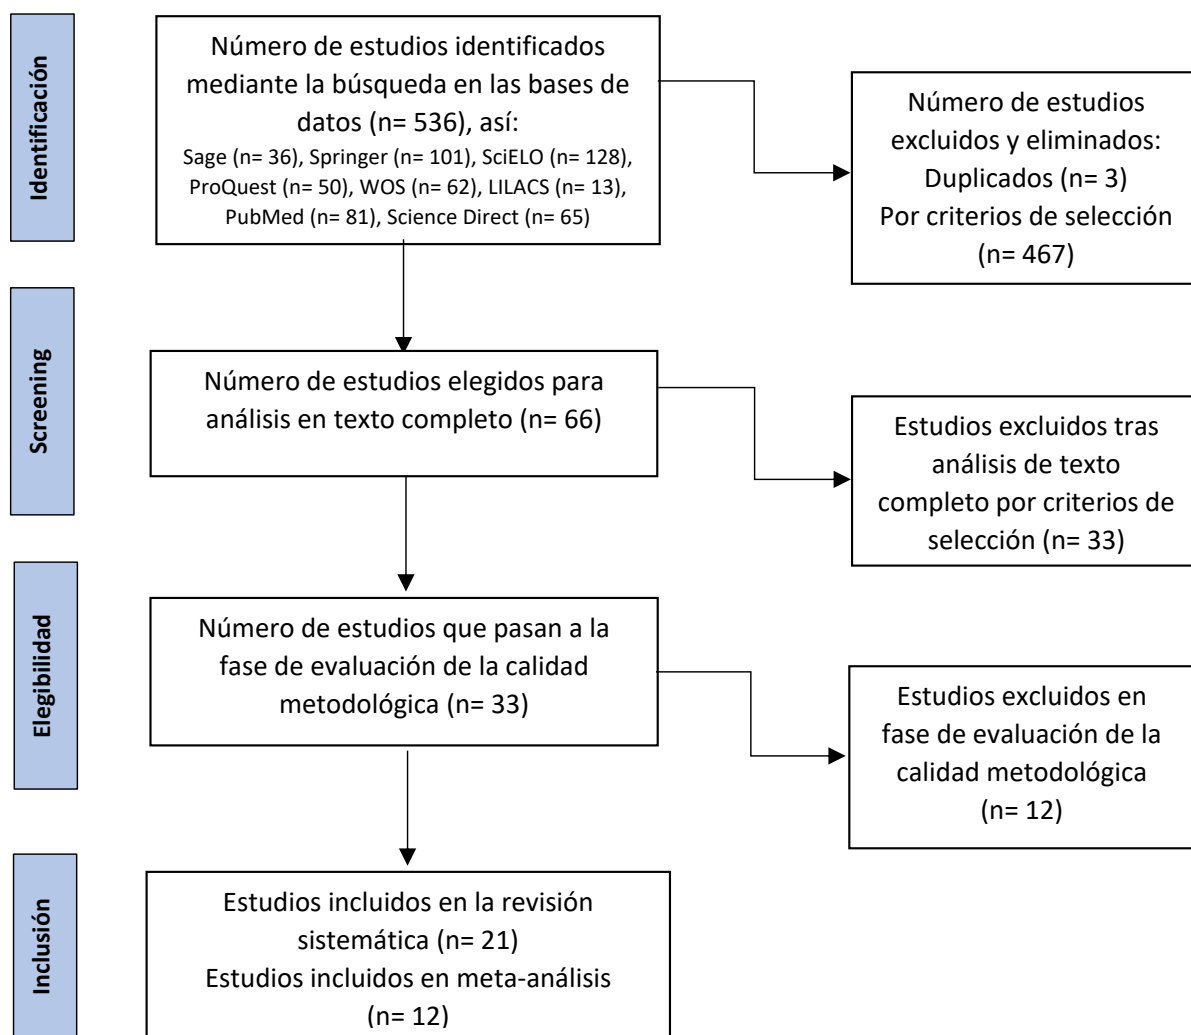 Identificación
Número de estudios identificados
mediante la búsqueda en las bases de
datos (n= 536), así:
Sage (n= 36), Springer (n= 101), SciELO (n= 128),
ProQuest (n= 50), WOS (n= 62), LILACS (n= 13),
PubMed (n= 81), Science Direct (n= 65)
Número de estudios
excluidos y eliminados:
Duplicados (n= 3)
Por criterios de selección
(n= 467)
Screening
Número de estudios elegidos para
análisis en texto completo (n= 66)
Estudios excluidos tras
análisis de texto
completo por criterios de
selección (n= 33)
Elegibilidad
Número de estudios que pasan a la
fase de evaluación de la calidad
metodológica (n= 33)
Estudios excluidos en
fase de evaluación de la
calidad metodológica
(n= 12)
Inclusión
Estudios incluidos en la revisión
sistemática (n= 21)
Estudios incluidos en meta-análisis
(n= 12)